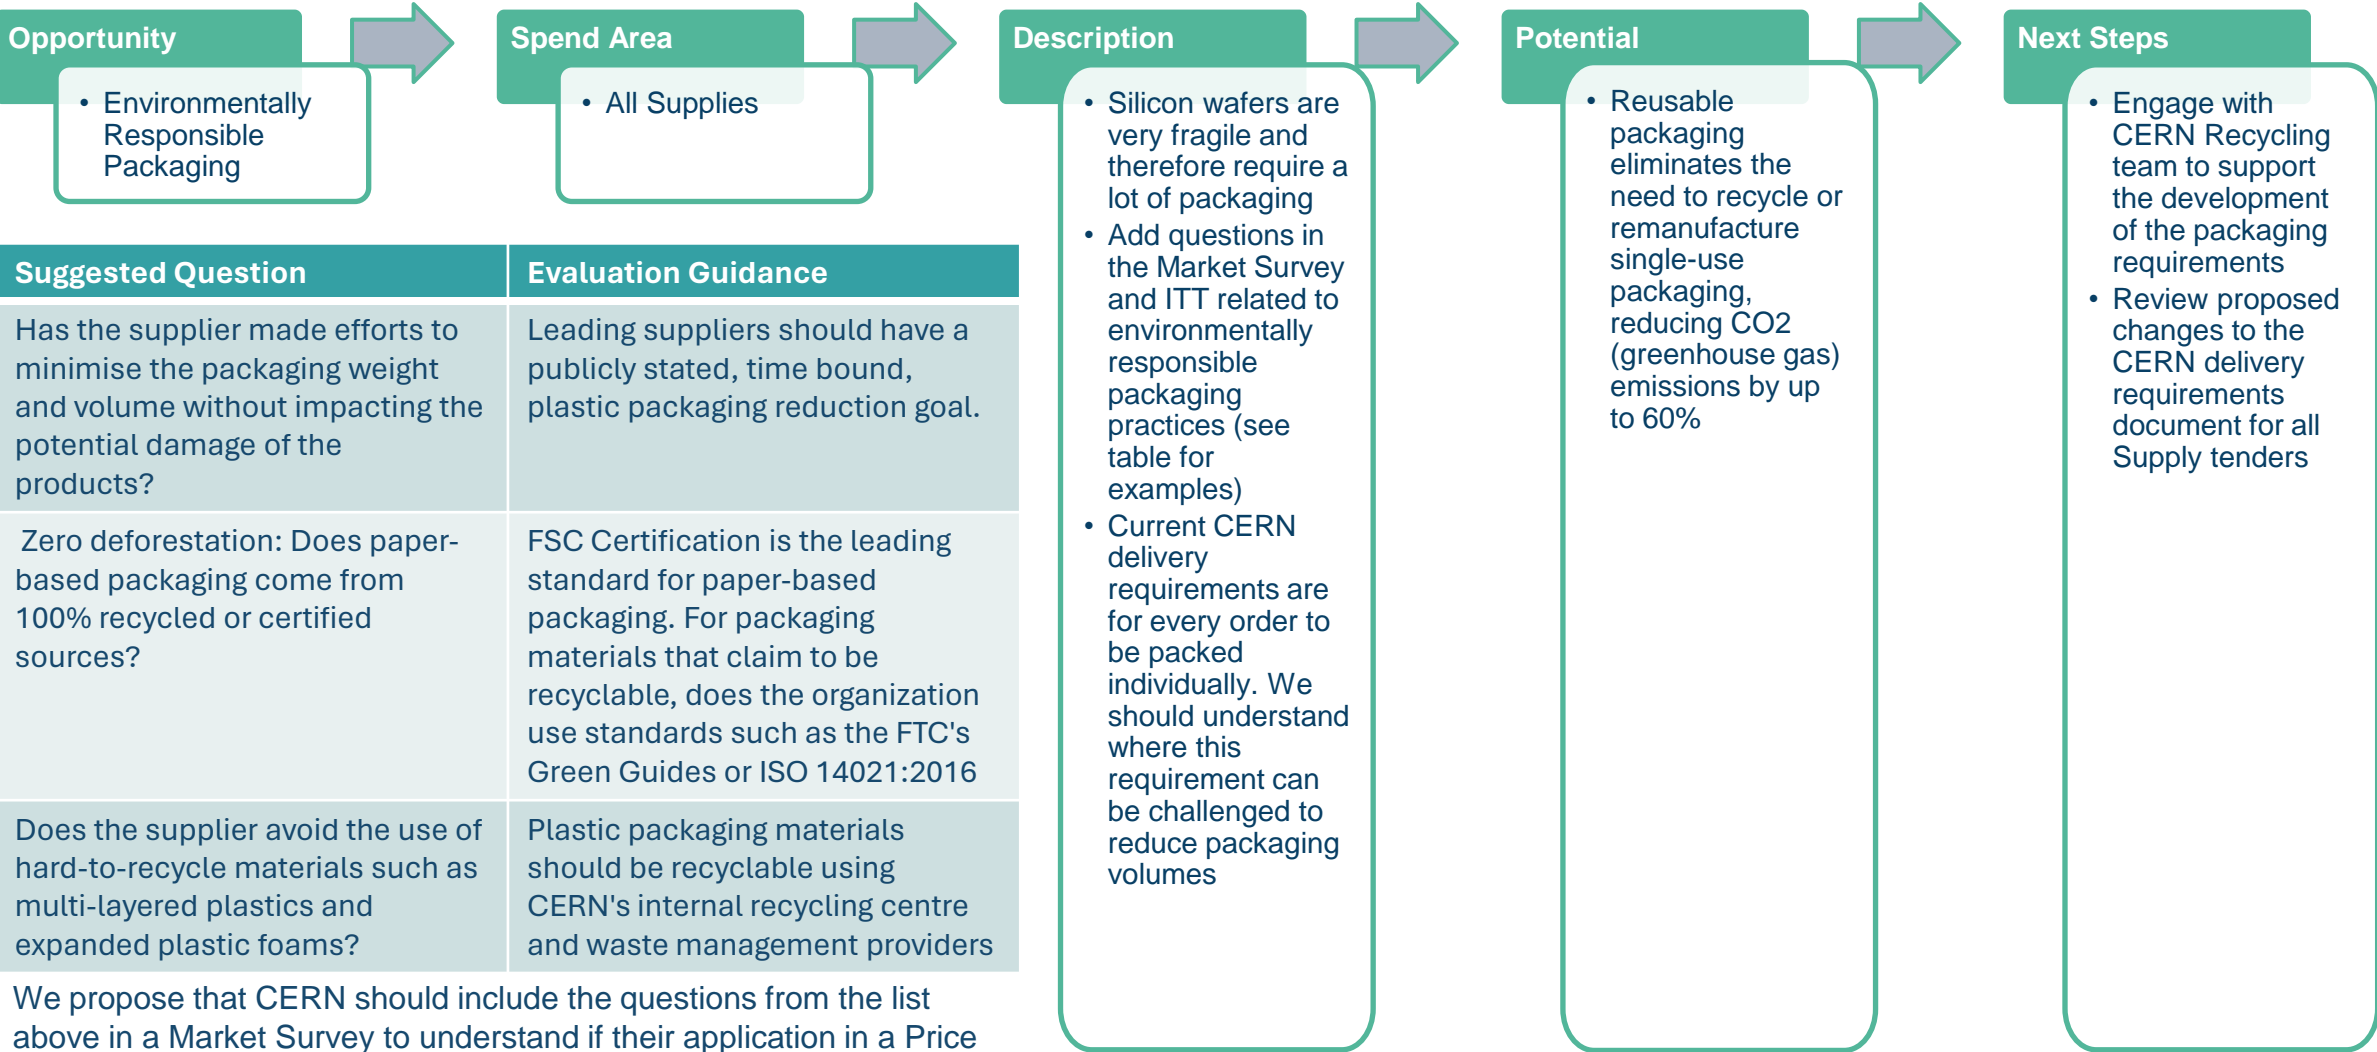 Opportunity
• Environmentally
Responsible
Packaging
Spend Area
• All Supplies
Description
• Silicon wafers are
very fragile and
therefore require a
lot of packaging
• Add questions in
the Market Survey
and ITT related to
environmentally
responsible
packaging
practices (see
table for
examples)
• Current CERN
delivery
requirements are
for every order to
be packed
individually. We
should understand
where this
requirement can
be challenged to
reduce packaging
volumes
Potential
• Reusable
packaging
eliminates the
need to recycle or
remanufacture
single-use
packaging,
reducing CO2
(greenhouse gas)
emissions by up
to 60%
Next Steps
• Engage with
CERN Recycling
team to support
the development
of the packaging
requirements
• Review proposed
changes to the
CERN delivery
requirements
document for all
Supply tenders
Suggested Question
Evaluation Guidance
Has the supplier made efforts to
minimise the packaging weight
and volume without impacting the
potential damage of the
products?
Leading suppliers should have a
publicly stated, time bound,
plastic packaging reduction goal.
Zero deforestation: Does paper-
based packaging come from
100% recycled or certified
sources?
FSC Certification is the leading
standard for paper-based
packaging. For packaging
materials that claim to be
recyclable, does the organization
use standards such as the FTC's
Green Guides or ISO 14021:2016
Does the supplier avoid the use of
hard-to-recycle materials such as
multi-layered plastics and
expanded plastic foams?
Plastic packaging materials
should be recyclable using
CERN's internal recycling centre
and waste management providers
We propose that CERN should include the questions from the list
above in a Market Survey to understand if their application in a Price